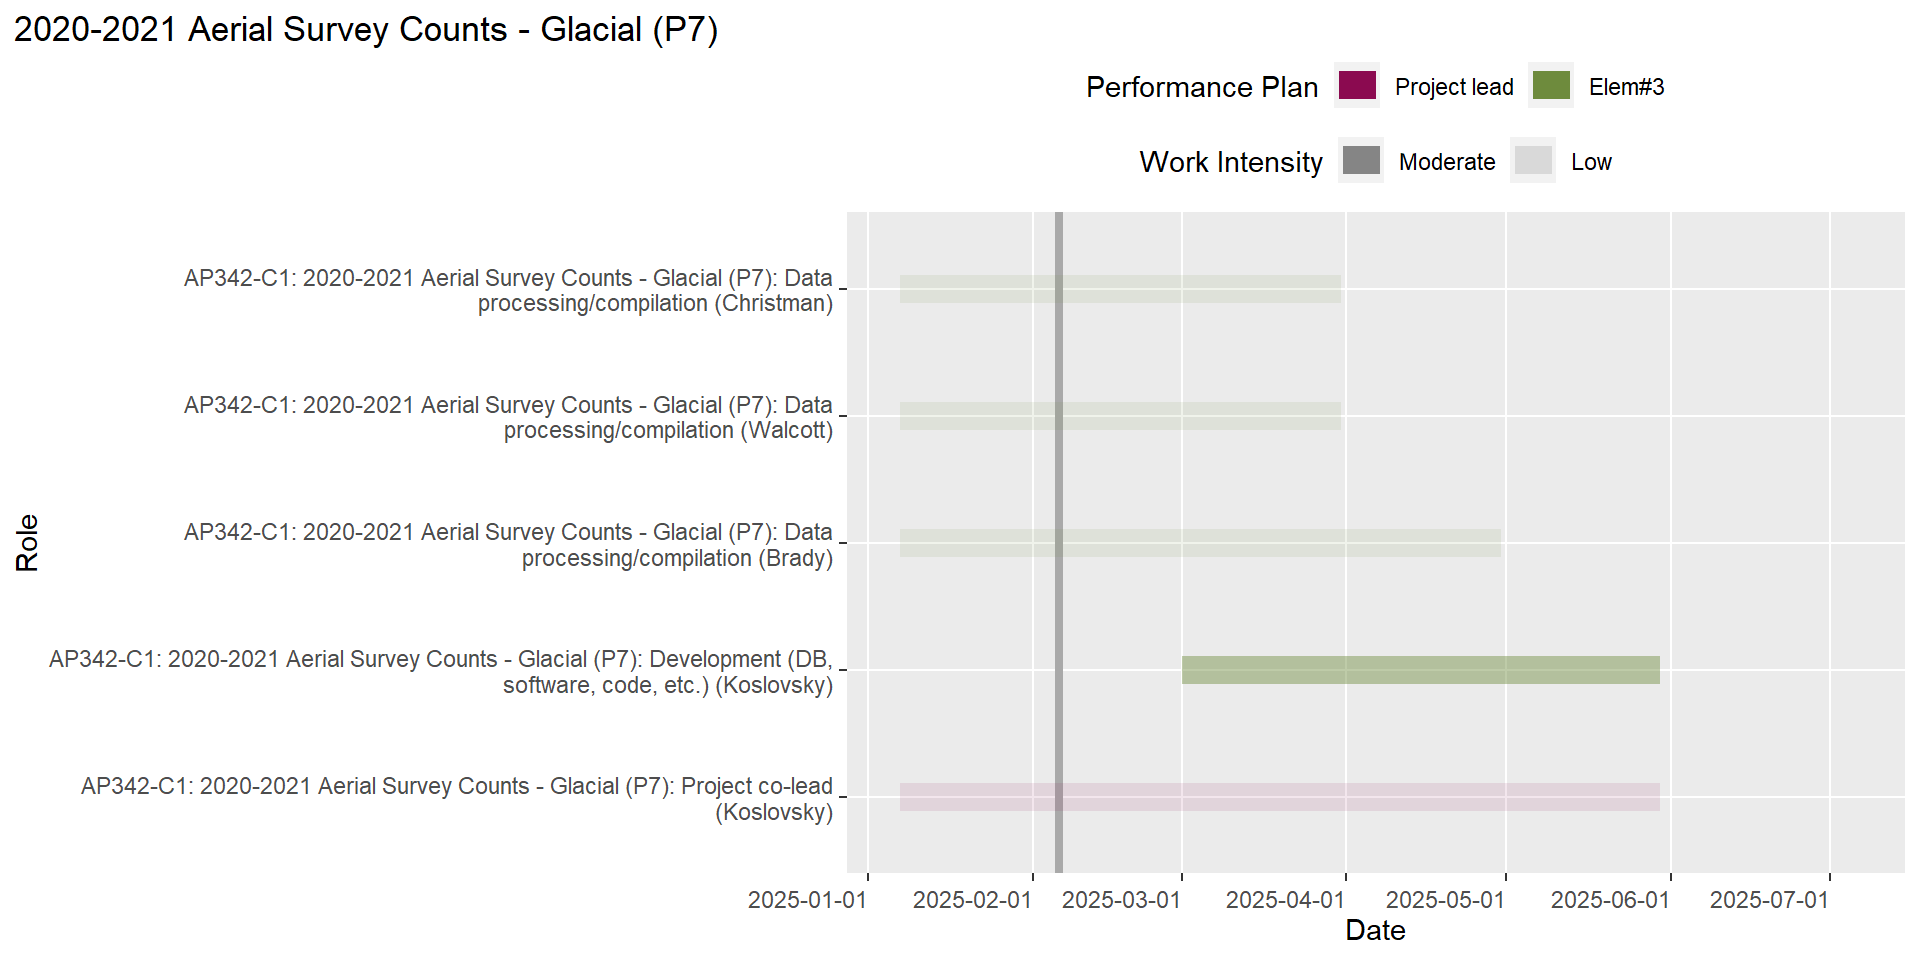 2020-2021 Aerial Survey Counts - Glacial (P7)
Performance Plan Project lead Elem#3
Work Intensity Moderate Low
AP342-C1: 2020-2021 Aerial Survey Counts - Glacial (P7): Data
processing/compilation (Christman)
AP342-C1: 2020-2021 Aerial Survey Counts - Glacial (P7): Data
processing/compilation (Walcott)
AP342-C1: 2020-2021 Aerial Survey Counts - Glacial (P7): Data
processing/compilation (Brady)
AP342-C1: 2020-2021 Aerial Survey Counts - Glacial (P7): Development (DB,
software, code, etc.) (Koslovsky)
AP342-C1: 2020-2021 Aerial Survey Counts - Glacial (P7): Project co-lead
(Koslovsky)
Role
2025-01-01 2025-02-01 2025-03-01 2025-04-01 2025-05-01 2025-06-01 2025-07-01
Date